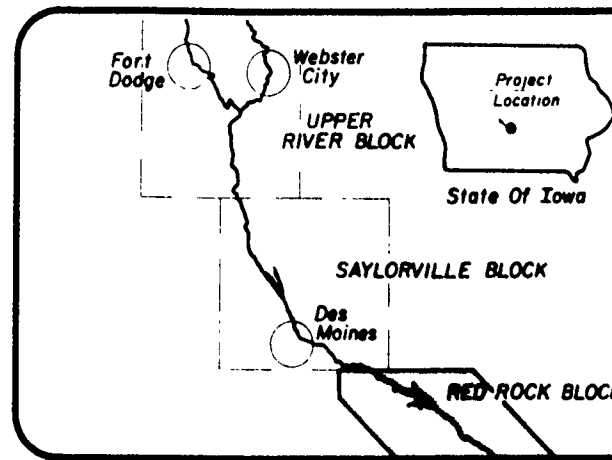 Fort
Dodge
Webster
City
UPPER
RIVER BLOCK
Project
Location
State Of Iowa
SAYLORVILLE BLOCK
Des
Moines
RED ROCK BLOCK